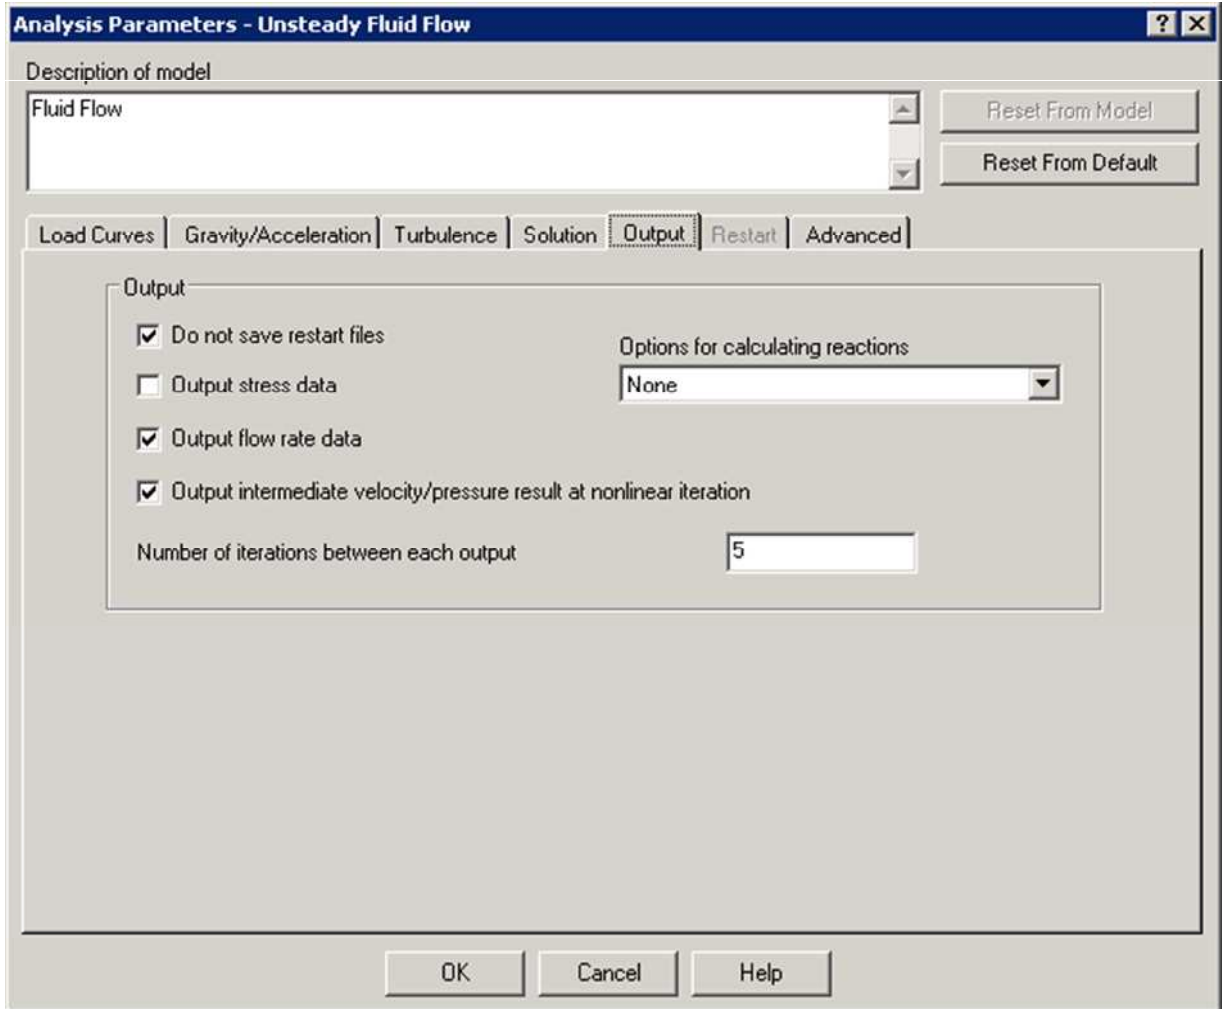 Analysis Parameters - Unsteady Fluid Flow
Description of model
Fluid Flow
Reset From Model
Reset From Default
Load Curves Gravity/Acceleration Turbulence Solution Output Restart Advanced
Output
Do not save restart files
Options for calculating reactions
Output stress data
None
Output flow rate data
Output intermediate velocity/pressure result at nonlinear iteration
Number of iterations between each output 5
OK Cancel Help